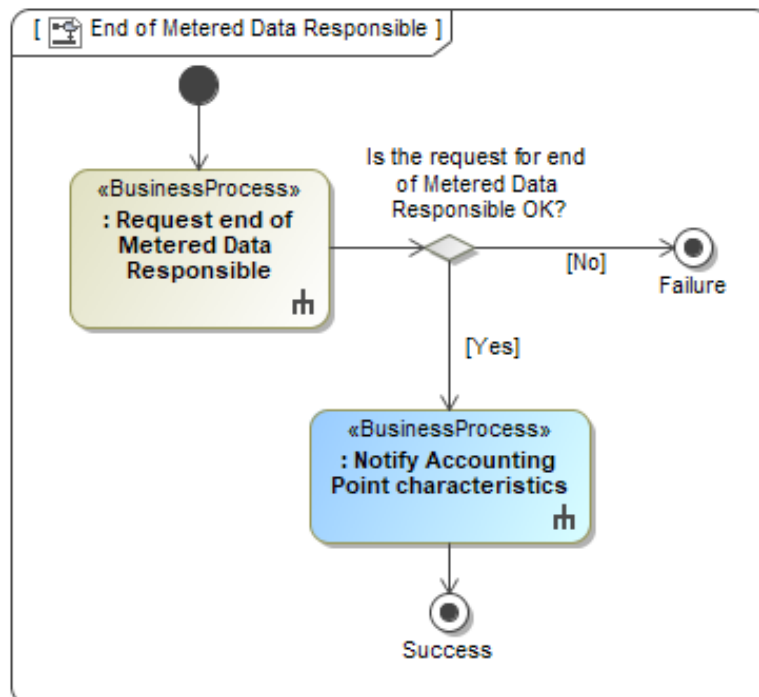 [ End of Metered Data Responsible ]
Is the request for end
of Metered Data
Responsible OK?
«BusinessProcess»
: Request end of
Metered Data
Responsible
[No]
Failure
[Yes]
«BusinessProcess»
: Notify Accounting
Point characteristics
Success